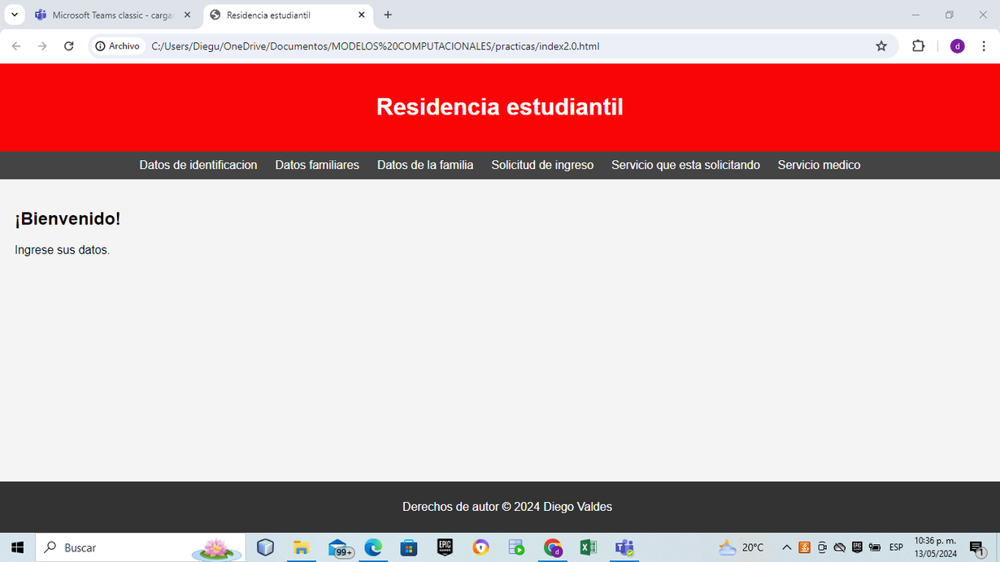 Microsoft Teams classic - carga
Residencia estudiantil
Archivo
C:/Users/Diegu/OneDrive/Documentos/MODELOS%20COMPUTACIONALES/practicas/index2.0.html
d
Residencia estudiantil
Datos de identificacion Datos familiares Datos de la familia Solicitud de ingreso Servicio que esta solicitando Servicio medico
¡Bienvenido!
Ingrese sus datos.
Derechos de autor © 2024 Diego Valdes
Buscar
99+
EPIC GAMES
d
20°C
EPIC
ESP
10:36 p. m.
13/05/2024
1